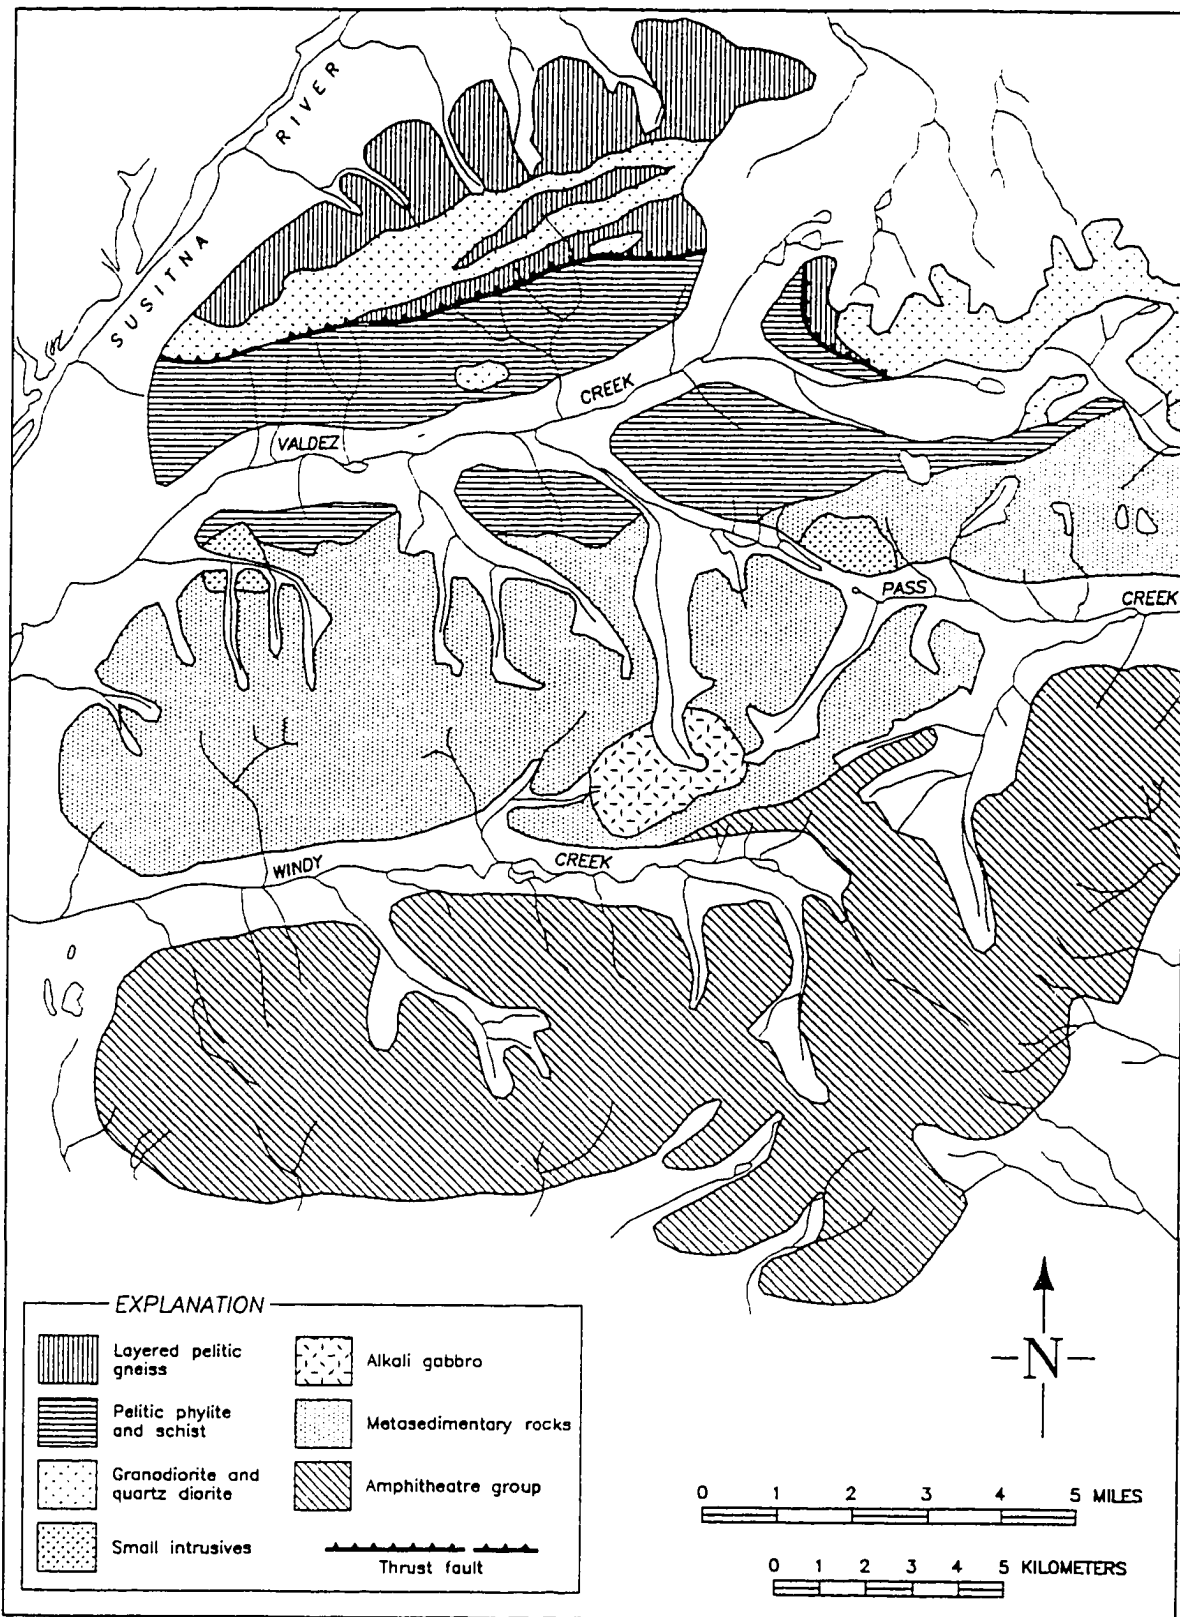 SUSITNA RIVER
CREEK
VALDEZ
PASS
CREEK
CREEK
WINDY
EXPLANATION
Layered pelitic
gneiss
Pelitic phylite
and schist
Granodiorite and
quartz diorite
Small intrusives
Alkali gabbro
Metasedimentary rocks
Amphitheatre group
Thrust fault
N
0 1 2 3 4 5 MILES
0 1 2 3 4 5 KILOMETERS